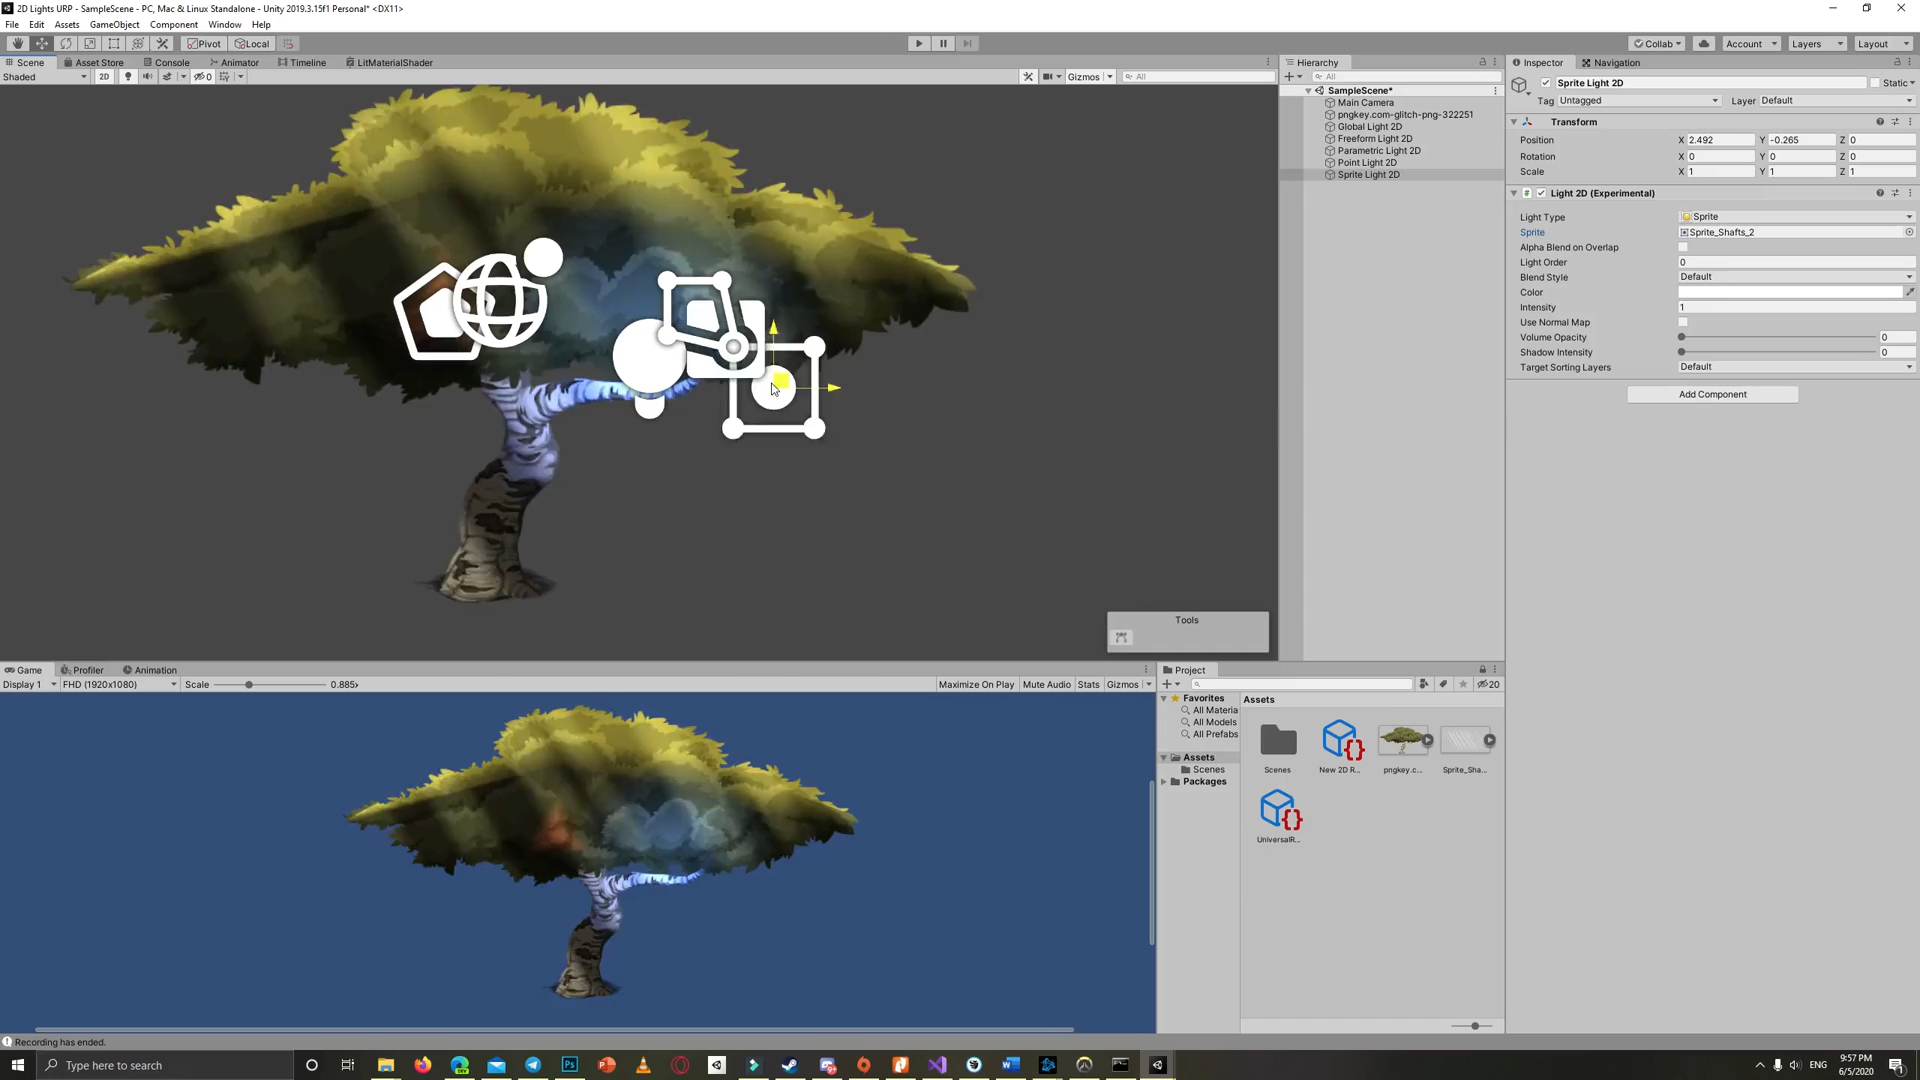 2D Lights URP - SampleScene - PC, Mac & Linux Standalone - Unity 2019.3.15f1 Personal* <DX11>
File Edit Assets GameObject Component Window Help
Pivot Local Collab Account Layers Layout
Scene Asset Store Console Animator Timeline LitMaterialShader
Shaded 2D 0 Gizmos All
Hierarchy
All
SampleScene*
Main Camera
pngkey.com-glitch-png-322251
Global Light 2D
Freeform Light 2D
Parametric Light 2D
Point Light 2D
Sprite Light 2D
Inspector Navigation
Sprite Light 2D Static
Tag Untagged Layer Default
Transform
Position X 2.492 Y -0.265 Z 0
Rotation X 0 Y 0 Z 0
Scale X 1 Y 1 Z 1
Light 2D (Experimental)
Light Type Sprite
Sprite Sprite_Shafts_2
Alpha Blend on Overlap
Light Order 0
Blend Style Default
Color
Intensity 1
Use Normal Map
Volume Opacity 0
Shadow Intensity 0
Target Sorting Layers Default
Add Component
Tools
Game Profiler Animation
Display 1 FHD (1920x1080) Scale 0.885x Maximize On Play Mute Audio Stats Gizmos
Project
20
Favorites
All Materia
All Models
All Prefabs
Assets
Scenes
Packages
Assets
Scenes New 2D R... pngkey.c... Sprite_Sha...
UniversalR...
Recording has ended.
Type here to search
ENG
9:57 PM
6/5/2020